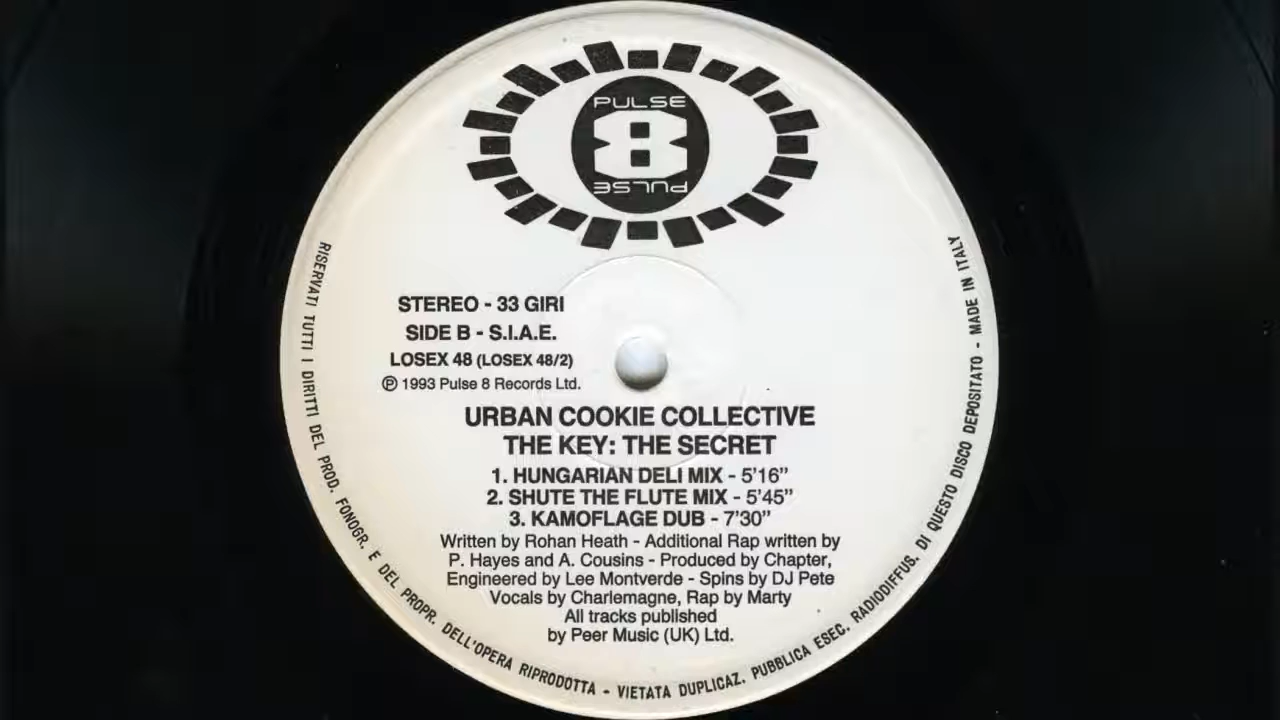 PULSE
8
PULSE
STEREO - 33 GIRI
SIDE B - S.I.A.E.
LOSEX 48 (LOSEX 48/2)
℗ 1993 Pulse 8 Records Ltd.
URBAN COOKIE COLLECTIVE
THE KEY: THE SECRET
1. HUNGARIAN DELI MIX - 5'16”
2. SHUTE THE FLUTE MIX - 5'45”
3. KAMOFLAGE DUB - 7'30”
Written by Rohan Heath - Additional Rap written by
P. Hayes and A. Cousins - Produced by Chapter,
Engineered by Lee Montverde - Spins by DJ Pete
Vocals by Charlemagne, Rap by Marty
All tracks published
by Peer Music (UK) Ltd.
RISERVATI TUTTI I DIRITTI DEL PROD. FONOGR. E DEL PROPR. DELL'OPERA RIPRODOTTA - VIETATA DUPLICAZ. PUBBLICA ESEC. RADIODIFFUS. DI QUESTO DISCO DEPOSITATO - MADE IN ITALY